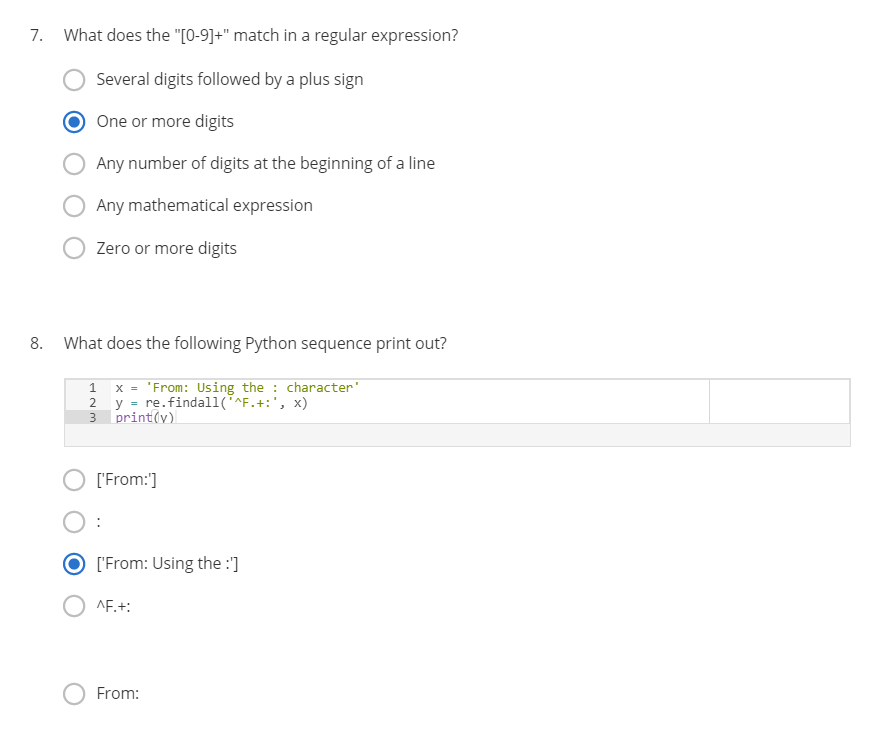 7. What does the "[0-9]+" match in a regular expression?
Several digits followed by a plus sign
One or more digits
Any number of digits at the beginning of a line
Any mathematical expression
Zero or more digits
8. What does the following Python sequence print out?
1 x = 'From: Using the : character'
2 y = re.findall('^F.+:', x)
3 print(y)
['From:']
:
['From: Using the :']
^F.+:
From: